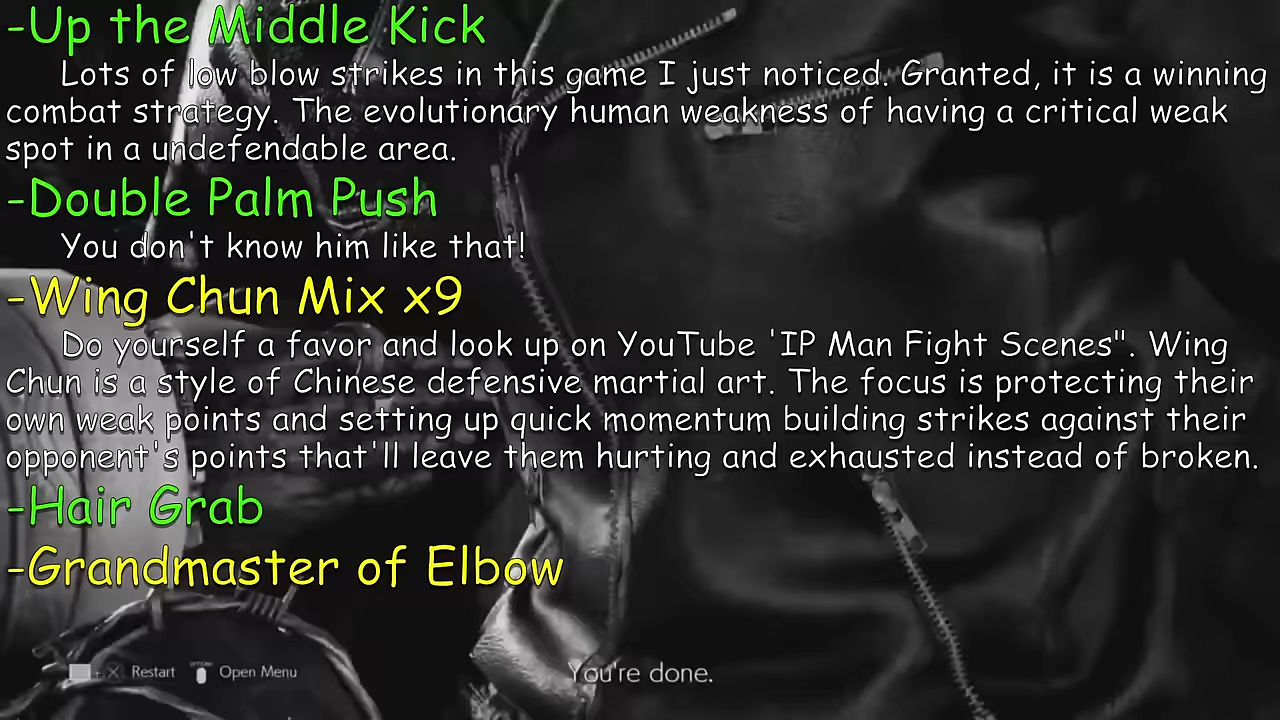 -Up the Middle Kick
Lots of low blow strikes in this game I just noticed. Granted, it is a winning
combat strategy. The evolutionary human weakness of having a critical weak
spot in a undefendable area.
-Double Palm Push
You don't know him like that!
-Wing Chun Mix x9
Do yourself a favor and look up on YouTube 'IP Man Fight Scenes". Wing
Chun is a style of Chinese defensive martial art. The focus is protecting their
own weak points and setting up quick momentum building strikes against their
opponent's points that'll leave them hurting and exhausted instead of broken.
-Hair Grab
-Grandmaster of Elbow
Restart
OPTIONS
Open Menu
You're done.